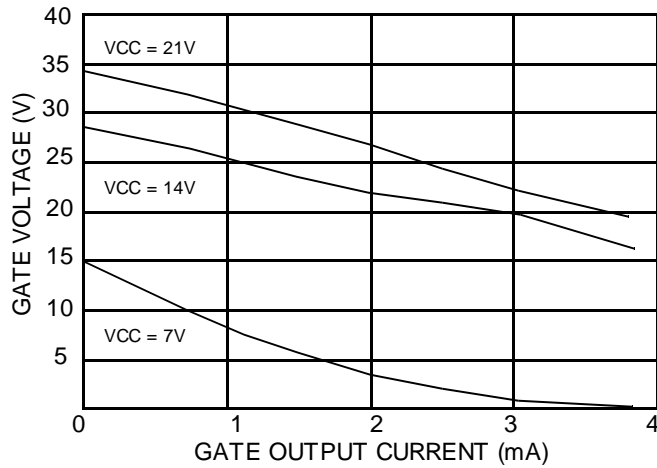 40
35
30
25
20
15
10
5
GATE VOLTAGE (V)
VCC = 21V
VCC = 14V
VCC = 7V
0 1 2 3 4
GATE OUTPUT CURRENT (mA)